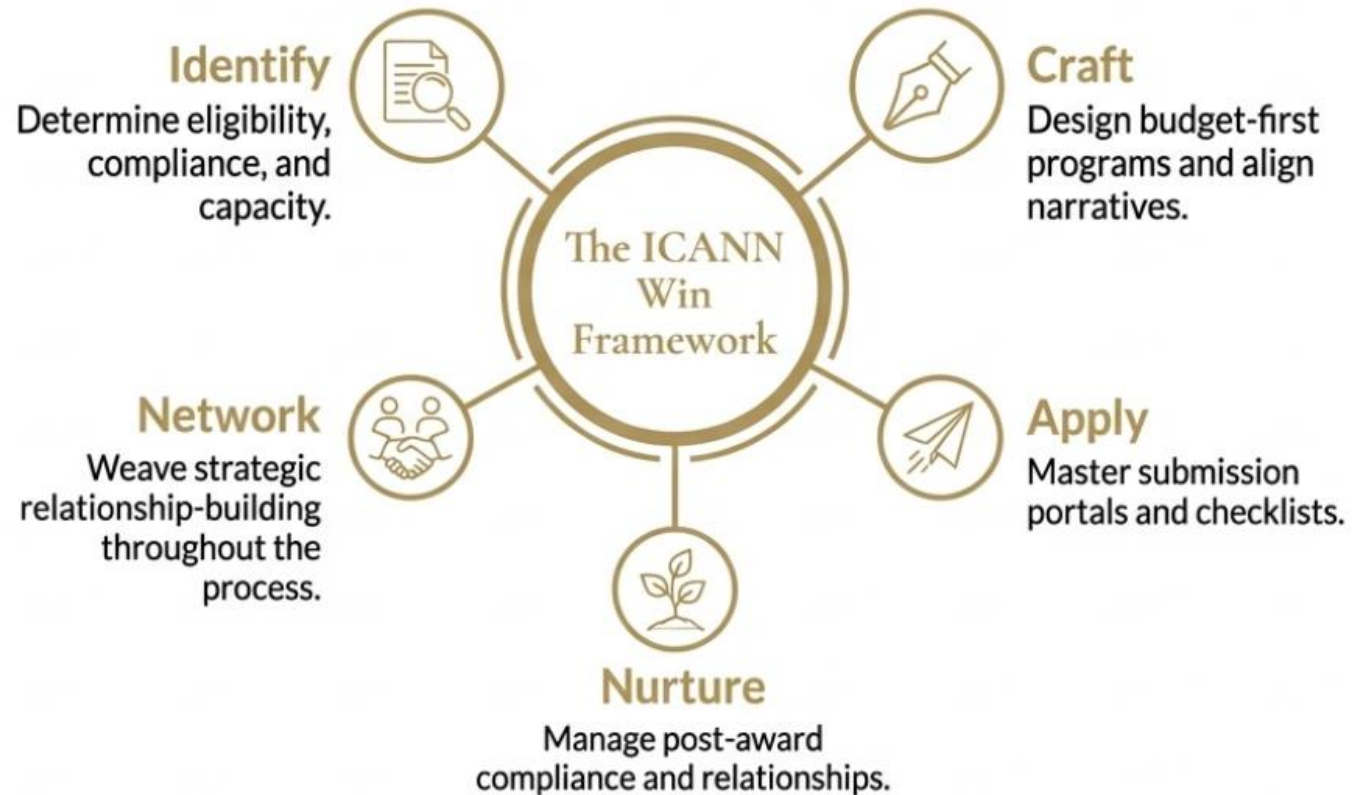 Identify
Determine eligibility,
compliance, and
capacity.
Craft
Design budget-first
programs and align
narratives.
The ICANN
Win
Framework
Network
Weave strategic
relationship-building
throughout the
process.
Apply
Master submission
portals and checklists.
Nurture
Manage post-award
compliance and relationships.